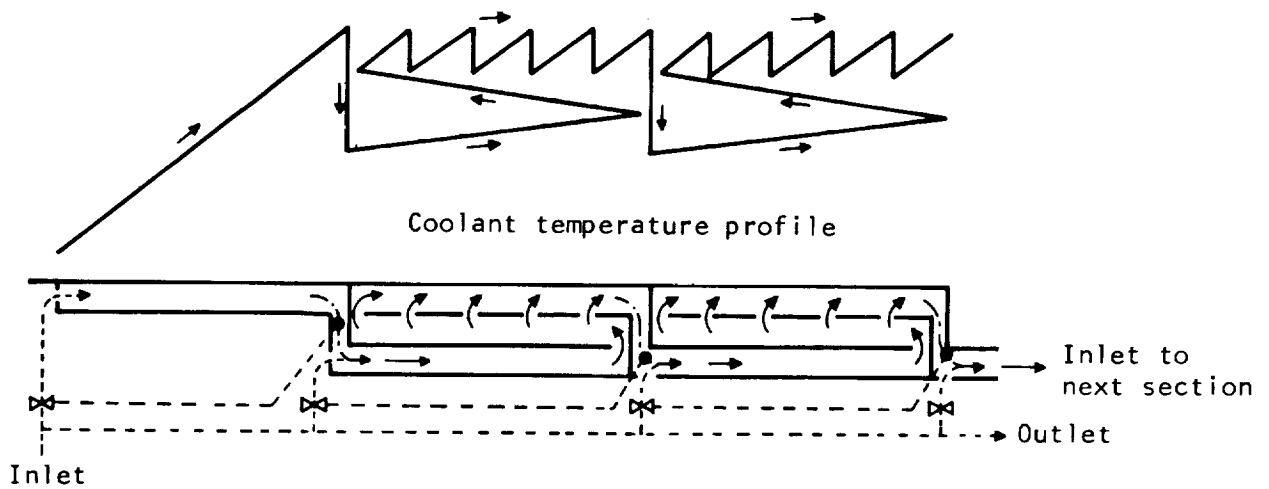 Coolant temperature profile
Inlet to
next section
Outlet
Inlet